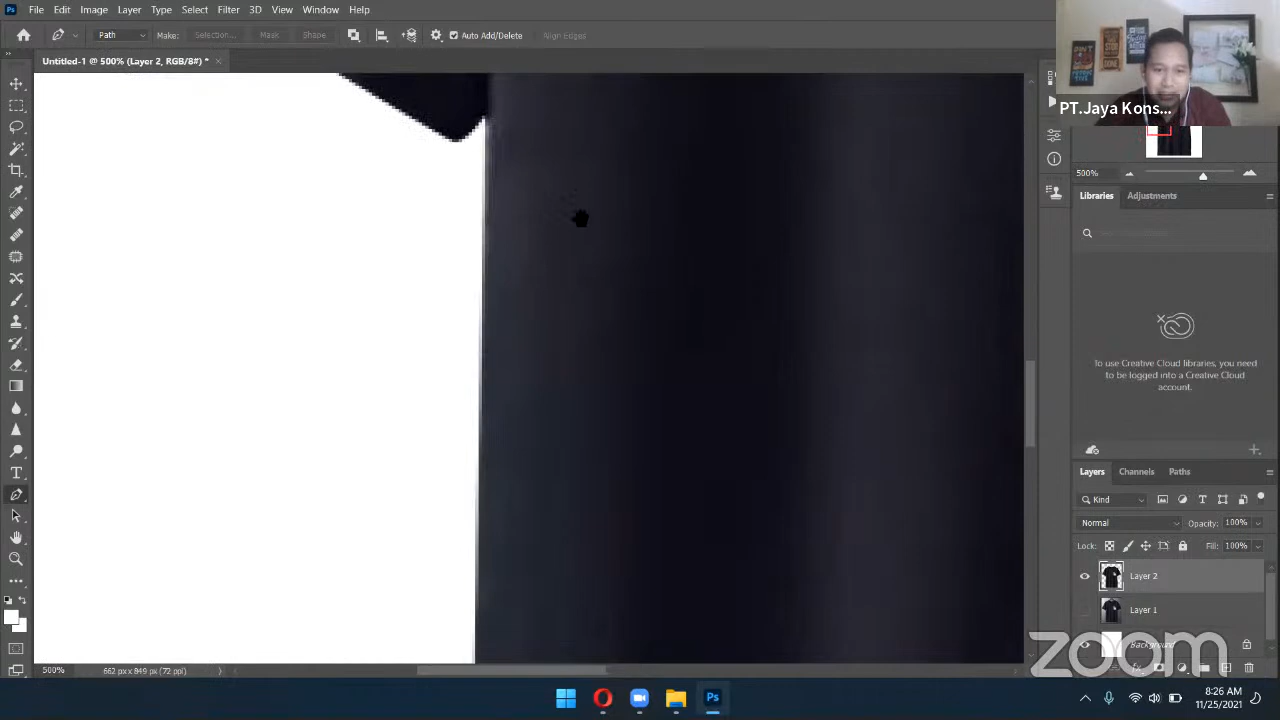 File Edit Image Layer Type Select Filter 3D View Window Help
Path Make: Selection... Mask Shape Auto Add/Delete Align Edges
Untitled-1 @ 500% (Layer 2, RGB/8#) *
PT.Jaya Kons...
500%
Libraries Adjustments
To use Creative Cloud libraries, you need to be logged into a Creative Cloud account.
Layers Channels Paths
Kind
Normal Opacity: 100%
Lock: Fill: 100%
Layer 2
Layer 1
Background
zoom
500% 662 px x 849 px (72 ppi)
8:26 AM
11/25/2021